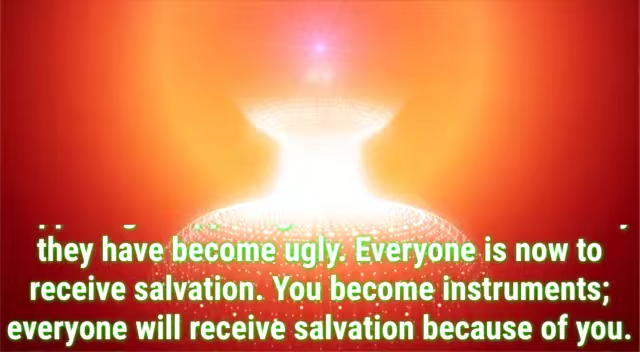 they have become ugly. Everyone is now to
receive salvation. You become instruments;
everyone will receive salvation because of you.